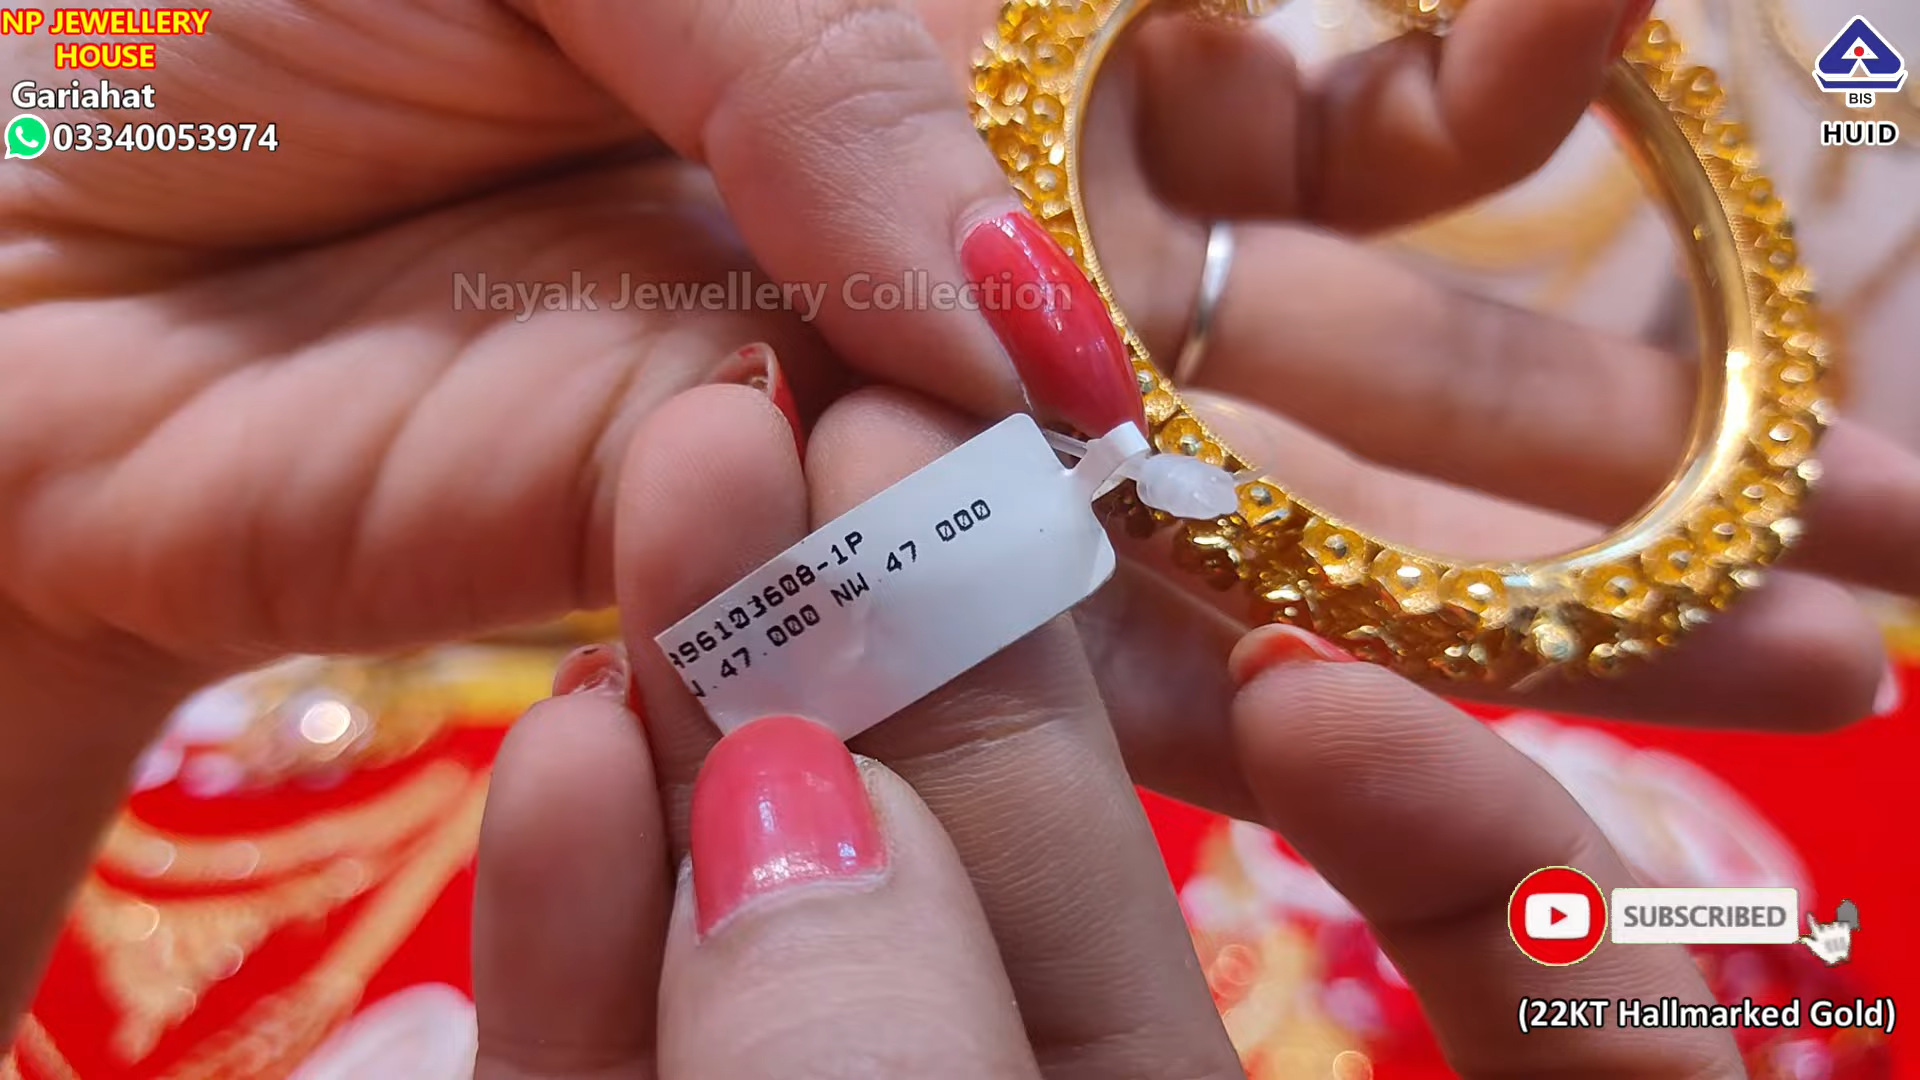 NP JEWELLERY
HOUSE
Gariahat
03340053974
BIS
HUID
Nayak Jewellery Collection
96103608-1P
.47.000 NW.47 000
SUBSCRIBED
(22KT Hallmarked Gold)